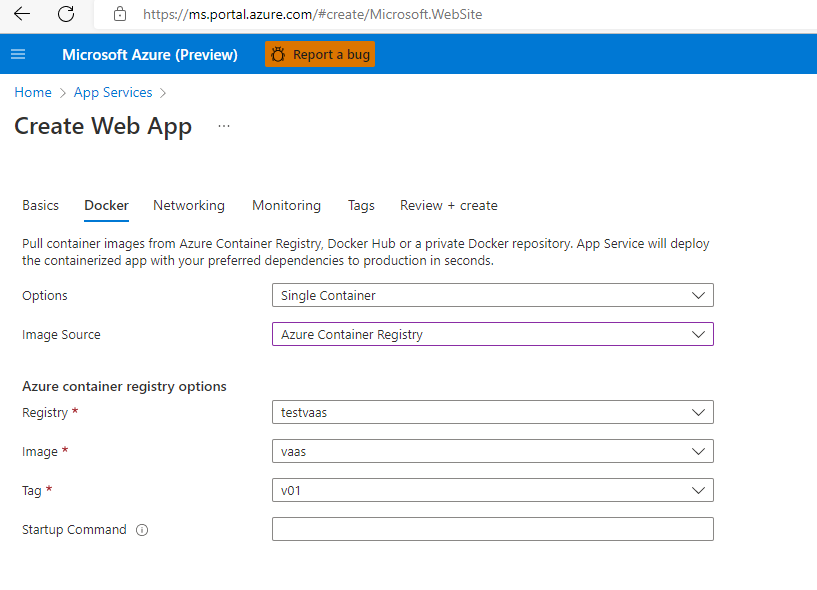 https://ms.portal.azure.com/#create/Microsoft.WebSite
Microsoft Azure (Preview) Report a bug
Home > App Services >
Create Web App ...
Basics Docker Networking Monitoring Tags Review + create
Pull container images from Azure Container Registry, Docker Hub or a private Docker repository. App Service will deploy
the containerized app with your preferred dependencies to production in seconds.
Options Single Container
Image Source Azure Container Registry
Azure container registry options
Registry * testvaas
Image * vaas
Tag * v01
Startup Command